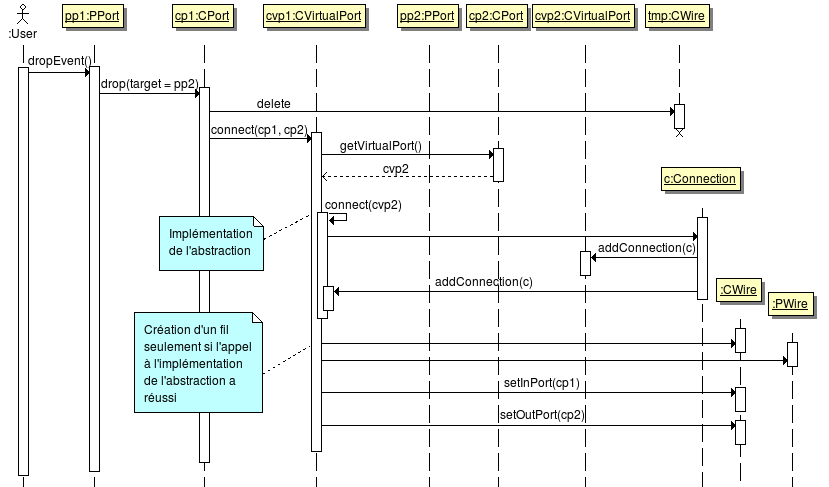 pp1:PPort
cp1:CPort
cvp1:CVirtualPort
pp2:PPort
cp2:CPort
cvp2:CVirtualPort
tmp:CWire
:User
dropEvent()
drop(target = pp2)
delete
connect(cp1, cp2)
getVirtualPort()
cvp2
c:Connection
connect(cvp2)
Implémentation
de l'abstraction
addConnection(c)
addConnection(c)
:CWire
:PWire
Création d'un fil
seulement si l'appel
à l'implémentation
de l'abstraction a
réussi
setInPort(cp1)
setOutPort(cp2)